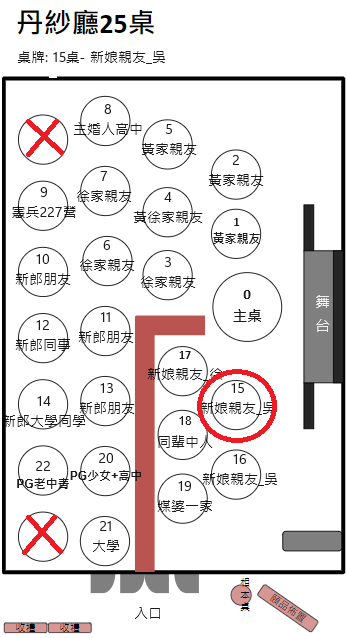 丹紗廳25桌
桌牌: 15桌- 新娘親友_吳
8
主婚人高中
5
黃家親友
2
黃家親友
9
憲兵227營
7
徐家親友
4
黃徐家親友
1
黃家親友
10
新郎朋友
6
徐家親友
3
徐家親友
0
主桌
舞台
12
新郎同事
11
新郎朋友
17
新娘親友_徐
15
新娘親友_吳
14
新郎大學同學
13
新郎朋友
18
同輩中人
16
新娘親友_吳
22
PG老中青
20
PG少女+高中
19
媒婆一家
21
大學
入口
相本桌
收禮
收禮